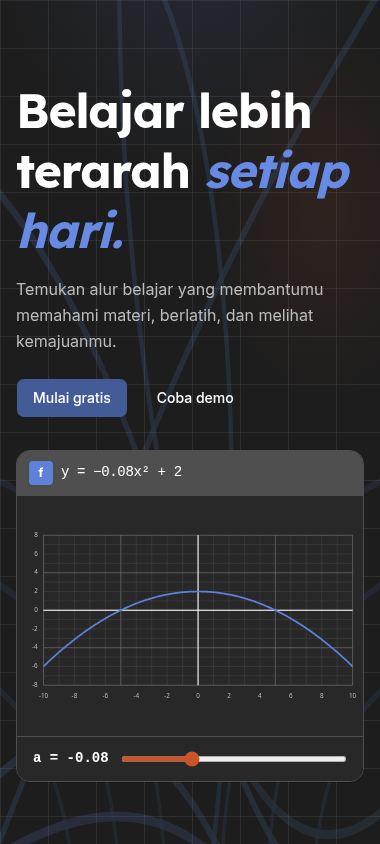 Belajar lebih
terarah setiap
hari.
Temukan alur belajar yang membantumu
memahami materi, berlatih, dan melihat
kemajuanmu.
Mulai gratis
Coba demo
f
y = −0.08x² + 2
8
6
4
2
0
-2
-4
-6
-8
-10 -8 -6 -4 -2 0 2 4 6 8 10
a = -0.08